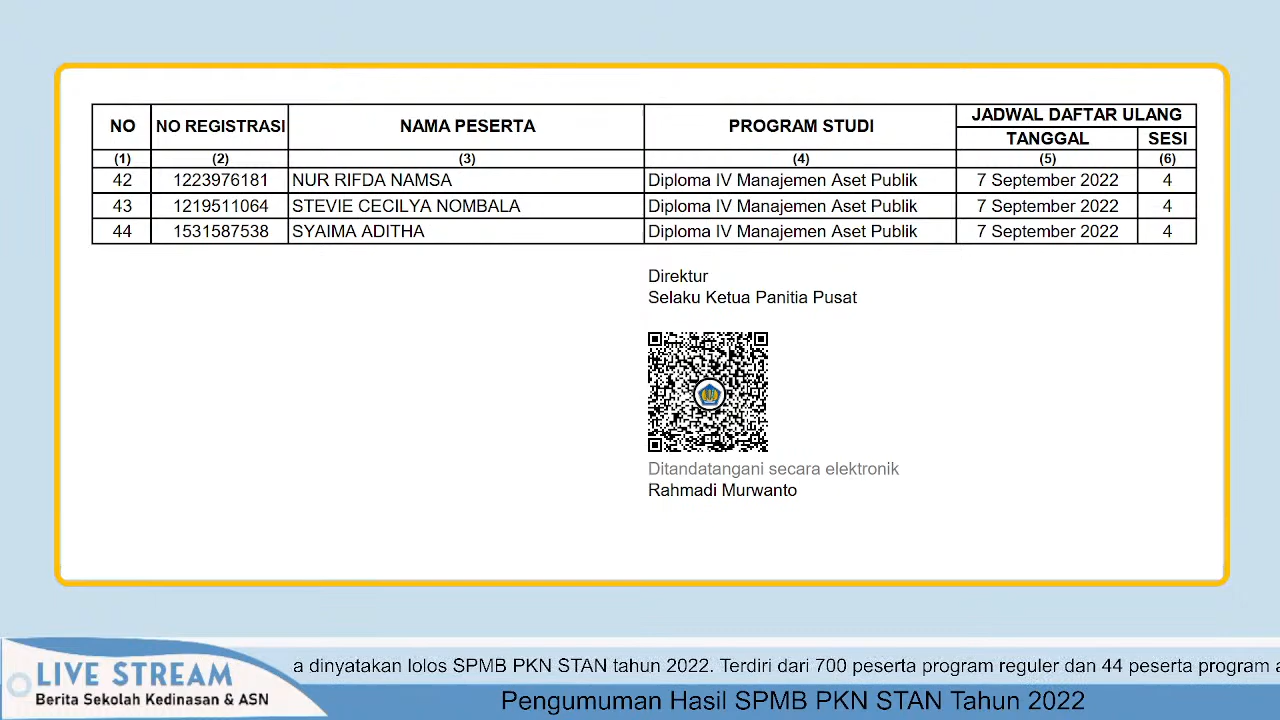 NO NO REGISTRASI NAMA PESERTA PROGRAM STUDI JADWAL DAFTAR ULANG
TANGGAL SESI
(1) (2) (3) (4) (5) (6)
42 1223976181 NUR RIFDA NAMSA Diploma IV Manajemen Aset Publik 7 September 2022 4
43 1219511064 STEVIE CECILYA NOMBALA Diploma IV Manajemen Aset Publik 7 September 2022 4
44 1531587538 SYAIMA ADITHA Diploma IV Manajemen Aset Publik 7 September 2022 4
Direktur
Selaku Ketua Panitia Pusat
Ditandatangani secara elektronik
Rahmadi Murwanto
LIVE STREAM
Berita Sekolah Kedinasan & ASN
a dinyatakan lolos SPMB PKN STAN tahun 2022. Terdiri dari 700 peserta program reguler dan 44 peserta program a
Pengumuman Hasil SPMB PKN STAN Tahun 2022